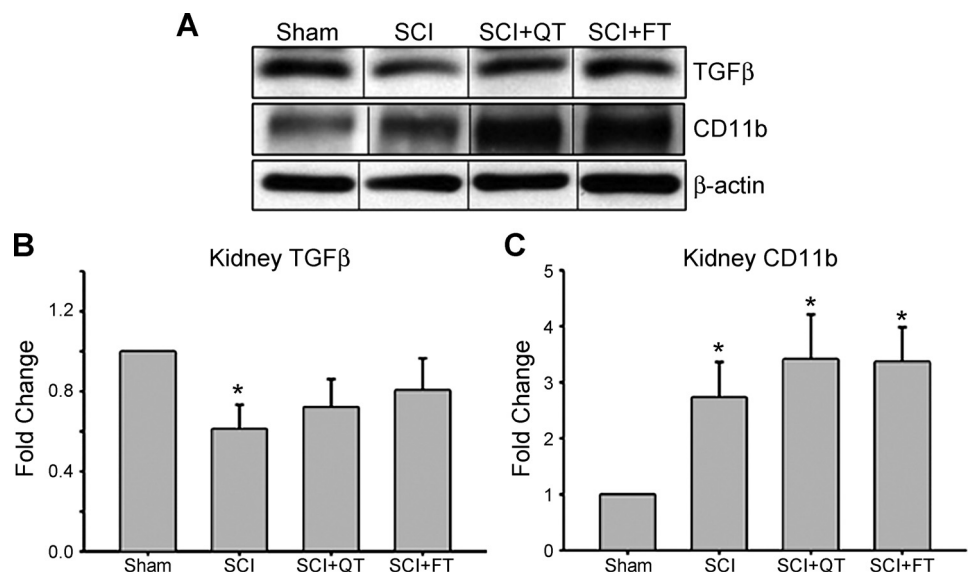 A
Sham SCI SCI+QT SCI+FT
TGFβ
CD11b
β-actin
B
Kidney TGFβ
Fold Change
1.2
0.8
0.4
0.0
*
Sham SCI SCI+QT SCI+FT
C
Kidney CD11b
Fold Change
5
4
3
2
1
0
* * *
Sham SCI SCI+QT SCI+FT